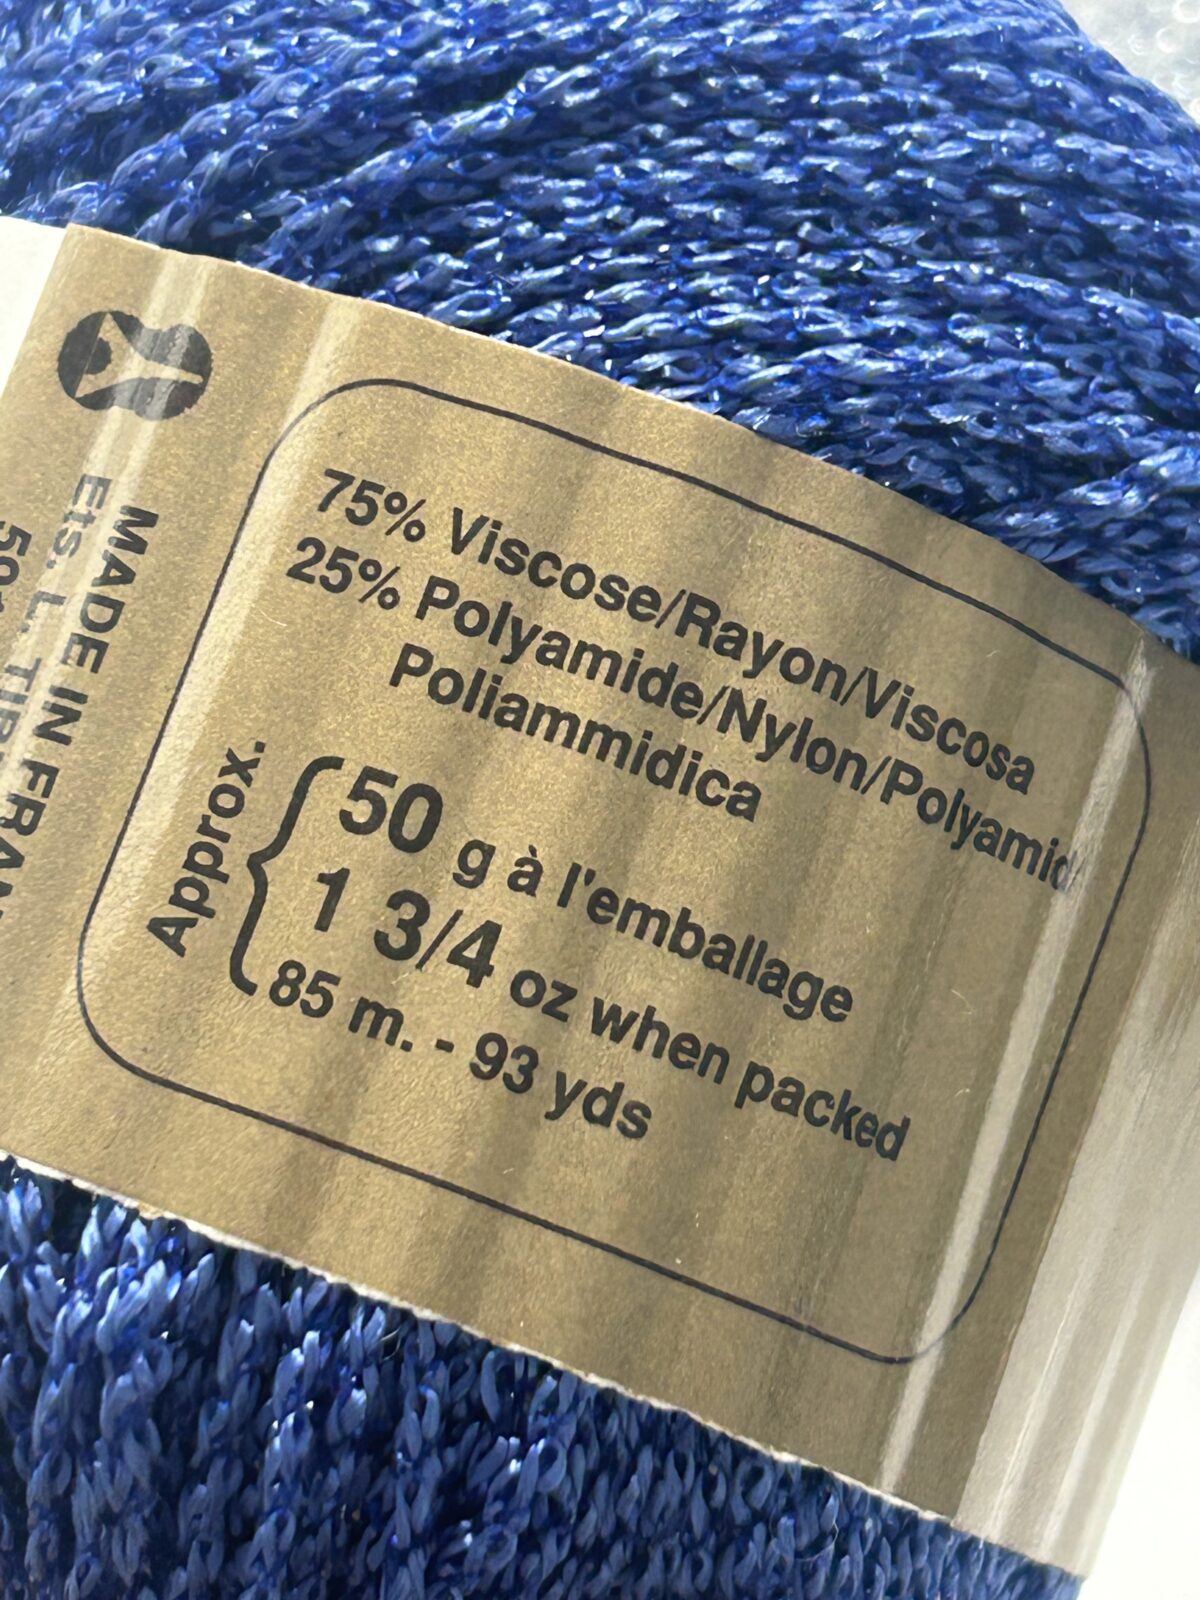 75% Viscose/Rayon/Viscosa
25% Polyamide/Nylon/Polyamid/
Poliammidica
Approx.
50 g à l'emballage
1 3/4 oz when packed
85 m. - 93 yds
MADE IN FRANCE
Ets. L.